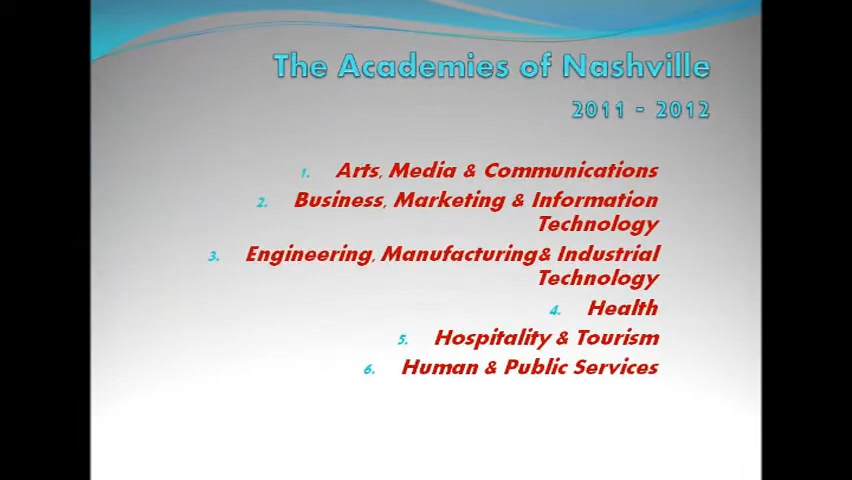 The Academies of Nashville
2011 - 2012
1. Arts, Media & Communications
2. Business, Marketing & Information
Technology
3. Engineering, Manufacturing& Industrial
Technology
4. Health
5. Hospitality & Tourism
6. Human & Public Services